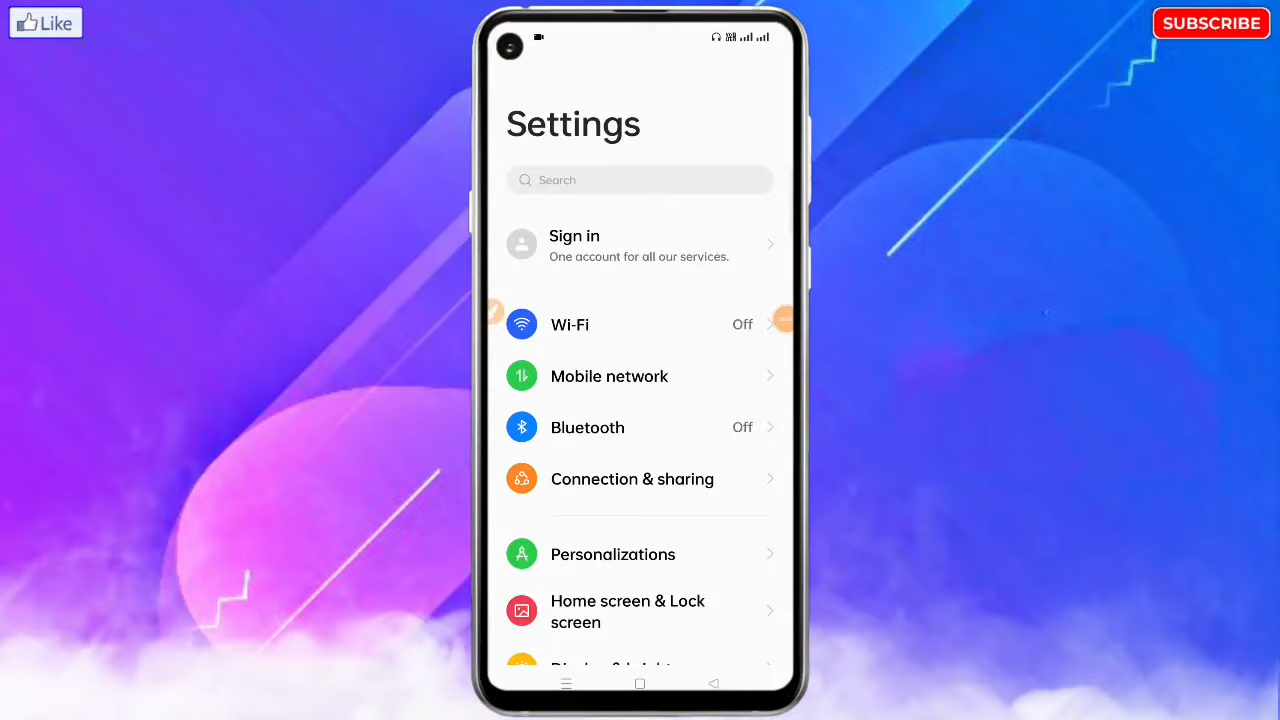 Like
SUBSCRIBE
Settings
Search
Sign in
One account for all our services.
Wi-Fi
Off
Mobile network
Bluetooth
Off
Connection & sharing
Personalizations
Home screen & Lock
screen